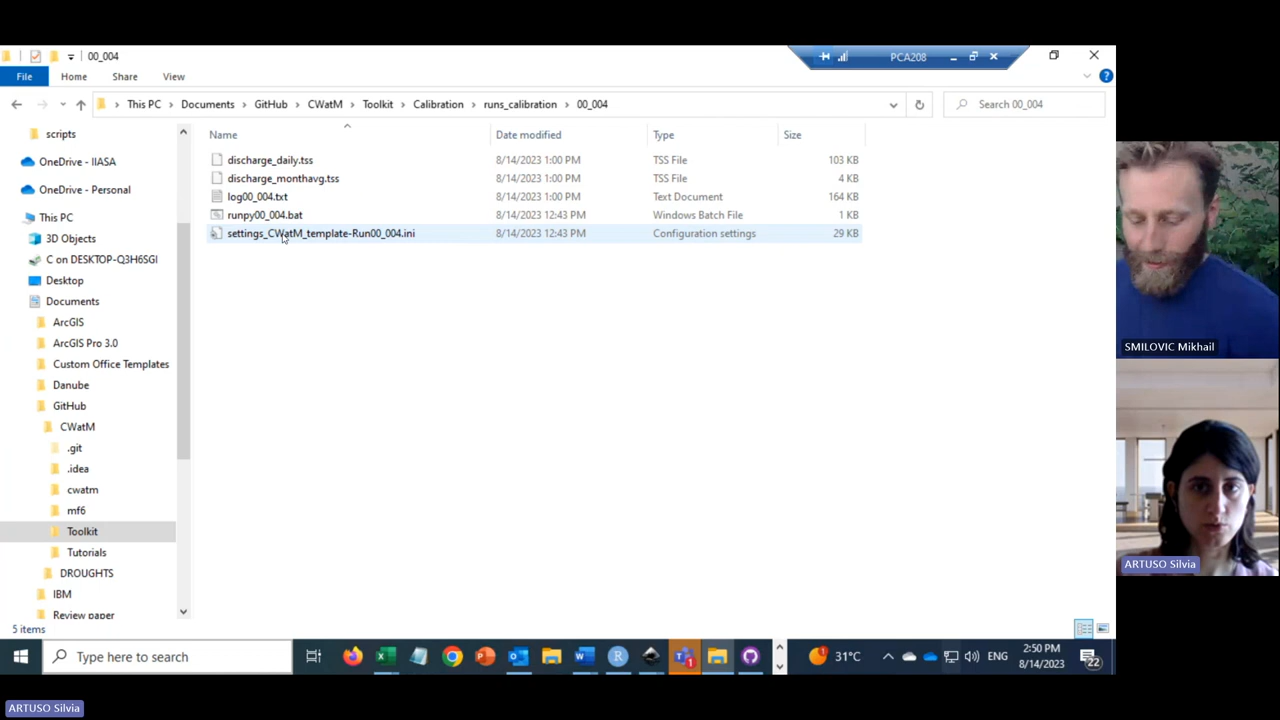 00_004
PCA208
File
Home
Share
View
This PC
Documents
GitHub
CWatM
Toolkit
Calibration
runs_calibration
00_004
Search 00_004
scripts
OneDrive - IIASA
OneDrive - Personal
This PC
3D Objects
C on DESKTOP-Q3H6SGI
Desktop
Documents
ArcGIS
ArcGIS Pro 3.0
Custom Office Templates
Danube
GitHub
CWatM
.git
.idea
cwatm
mf6
Toolkit
Tutorials
DROUGHTS
IBM
Review paper
5 items
Name Date modified Type Size
discharge_daily.tss 8/14/2023 1:00 PM TSS File 103 KB
discharge_monthavg.tss 8/14/2023 1:00 PM TSS File 4 KB
log00_004.txt 8/14/2023 1:00 PM Text Document 164 KB
runpy00_004.bat 8/14/2023 12:43 PM Windows Batch File 1 KB
settings_CWatM_template-Run00_004.ini 8/14/2023 12:43 PM Configuration settings 29 KB
SMILOVIC Mikhail
ARTUSO Silvia
Type here to search
1
31°C
ENG
2:50 PM
8/14/2023
22
ARTUSO Silvia